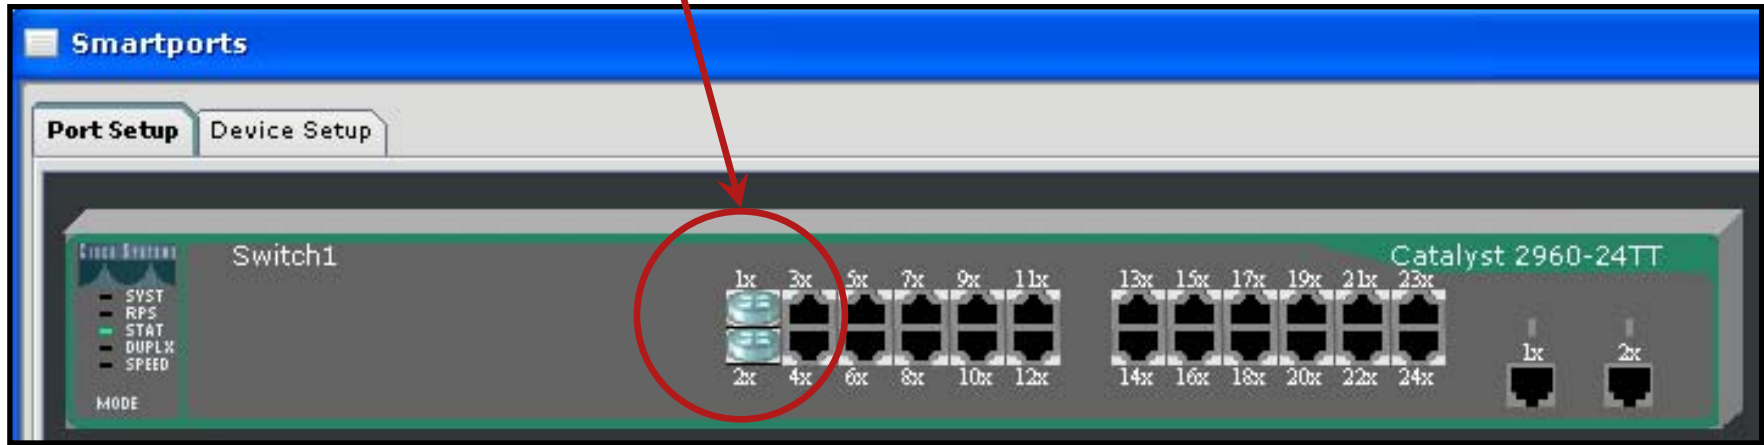 Smartports
Port Setup Device Setup
Cisco Systems
Switch1
Catalyst 2960-24TT
1x 3x 5x 7x 9x 11x 13x 15x 17x 19x 21x 23x
SYST
RPS
STAT
DUPLX
SPEED
1x 2x
2x 4x 6x 8x 10x 12x 14x 16x 18x 20x 22x 24x
MODE